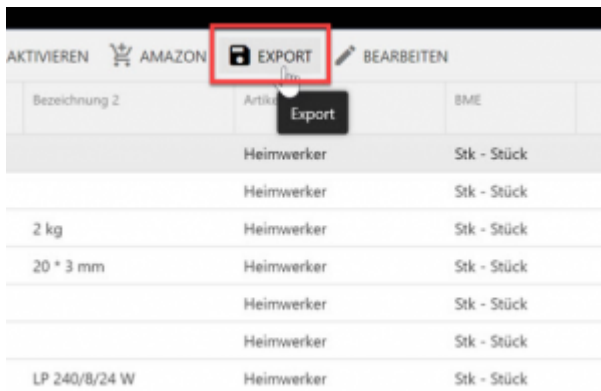 AKTIVIEREN AMAZON EXPORT BEARBEITEN
Bezeichnung 2 Artike BME
Export
Heimwerker Stk - Stück
Heimwerker Stk - Stück
2 kg Heimwerker Stk - Stück
20 * 3 mm Heimwerker Stk - Stück
Heimwerker Stk - Stück
Heimwerker Stk - Stück
LP 240/8/24 W Heimwerker Stk - Stück